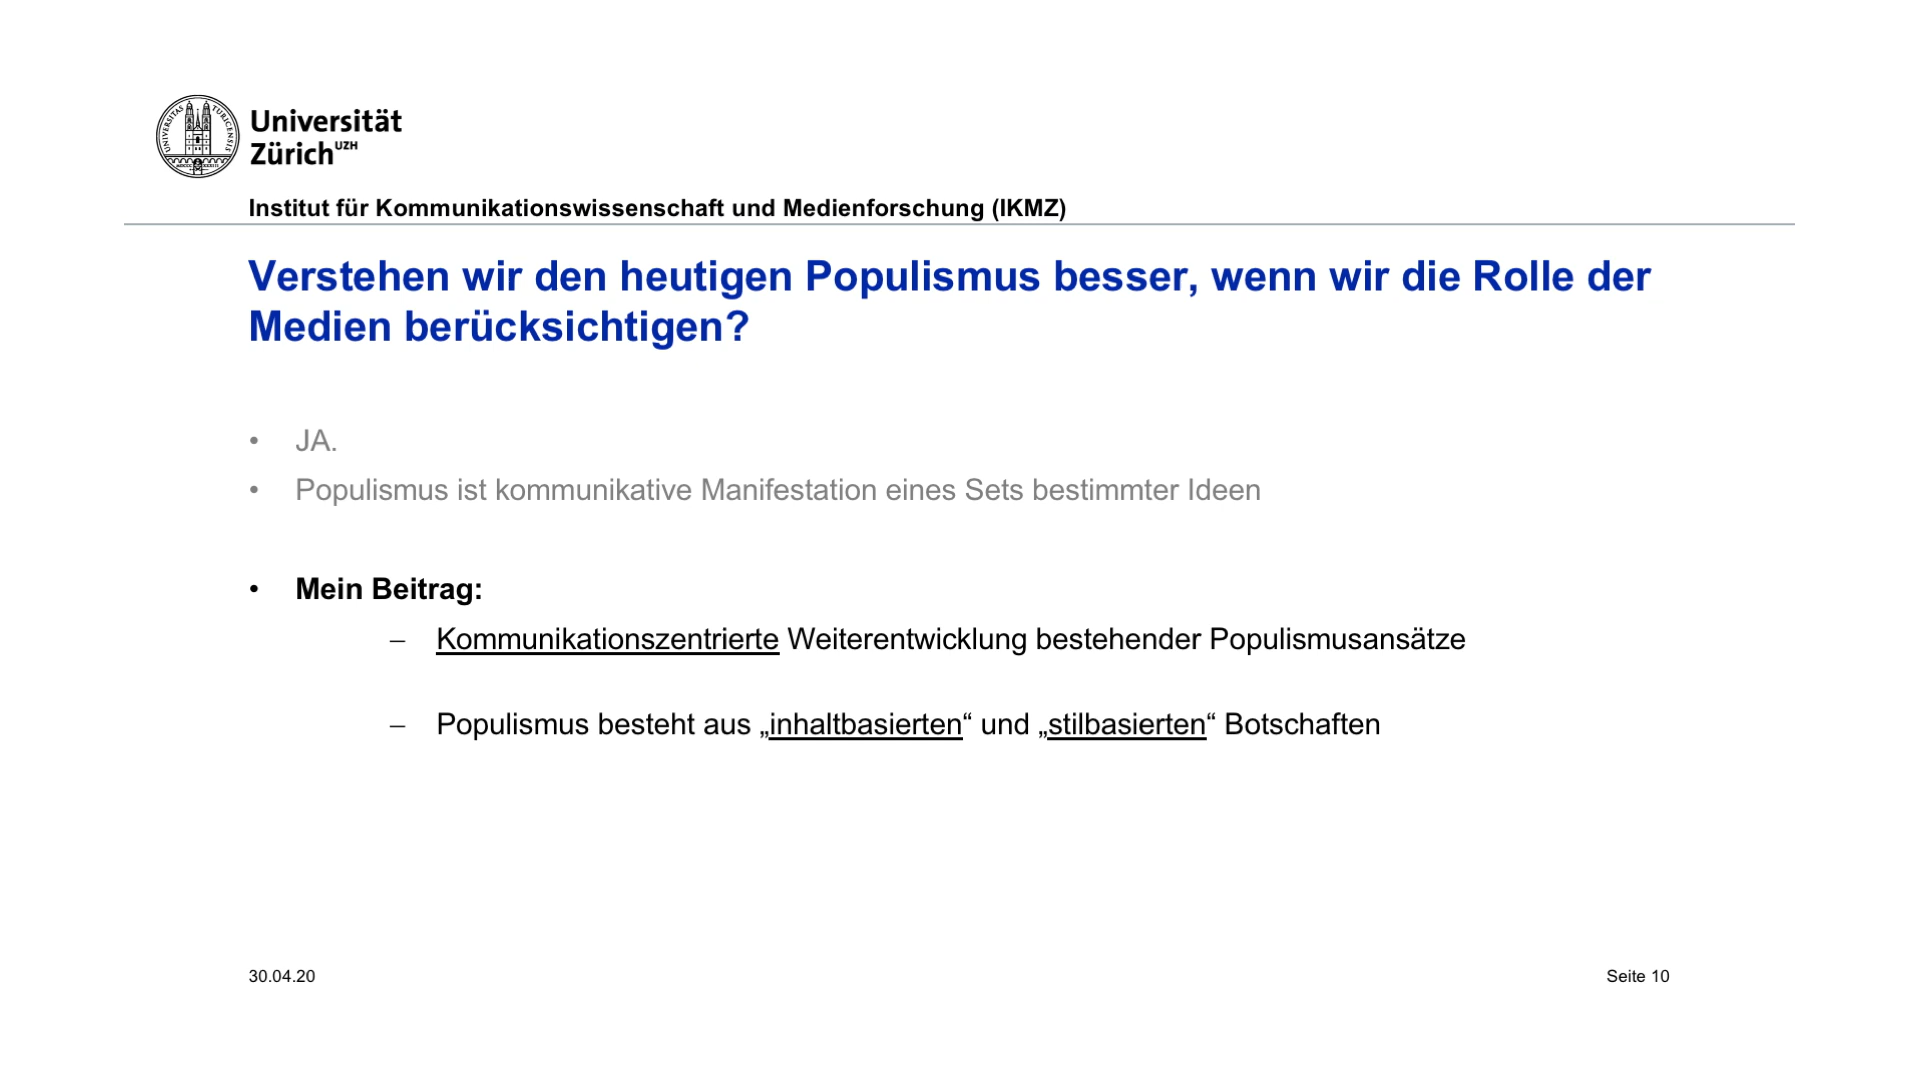 UNIVERSITAS TURICENSIS
Universität
Zürich UZH
Institut für Kommunikationswissenschaft und Medienforschung (IKMZ)
Verstehen wir den heutigen Populismus besser, wenn wir die Rolle der
Medien berücksichtigen?
• JA.
• Populismus ist kommunikative Manifestation eines Sets bestimmter Ideen
• Mein Beitrag:
– Kommunikationszentrierte Weiterentwicklung bestehender Populismusansätze
– Populismus besteht aus „inhaltbasierten“ und „stilbasierten“ Botschaften
30.04.20
Seite 10